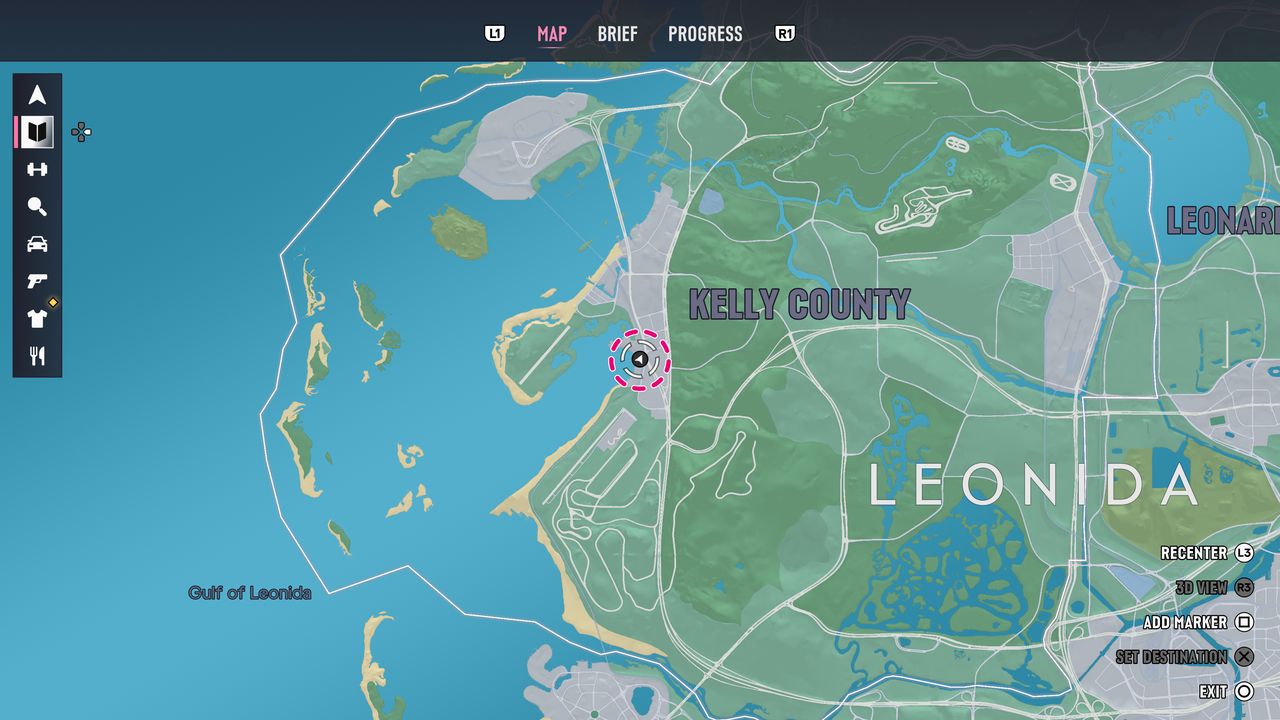 L1 MAP BRIEF PROGRESS R1
LEONAR
KELLY COUNTY
LEONIDA
RECENTER L3
Gulf of Leonida
3D VIEW R3
ADD MARKER
SET DESTINATION
EXIT